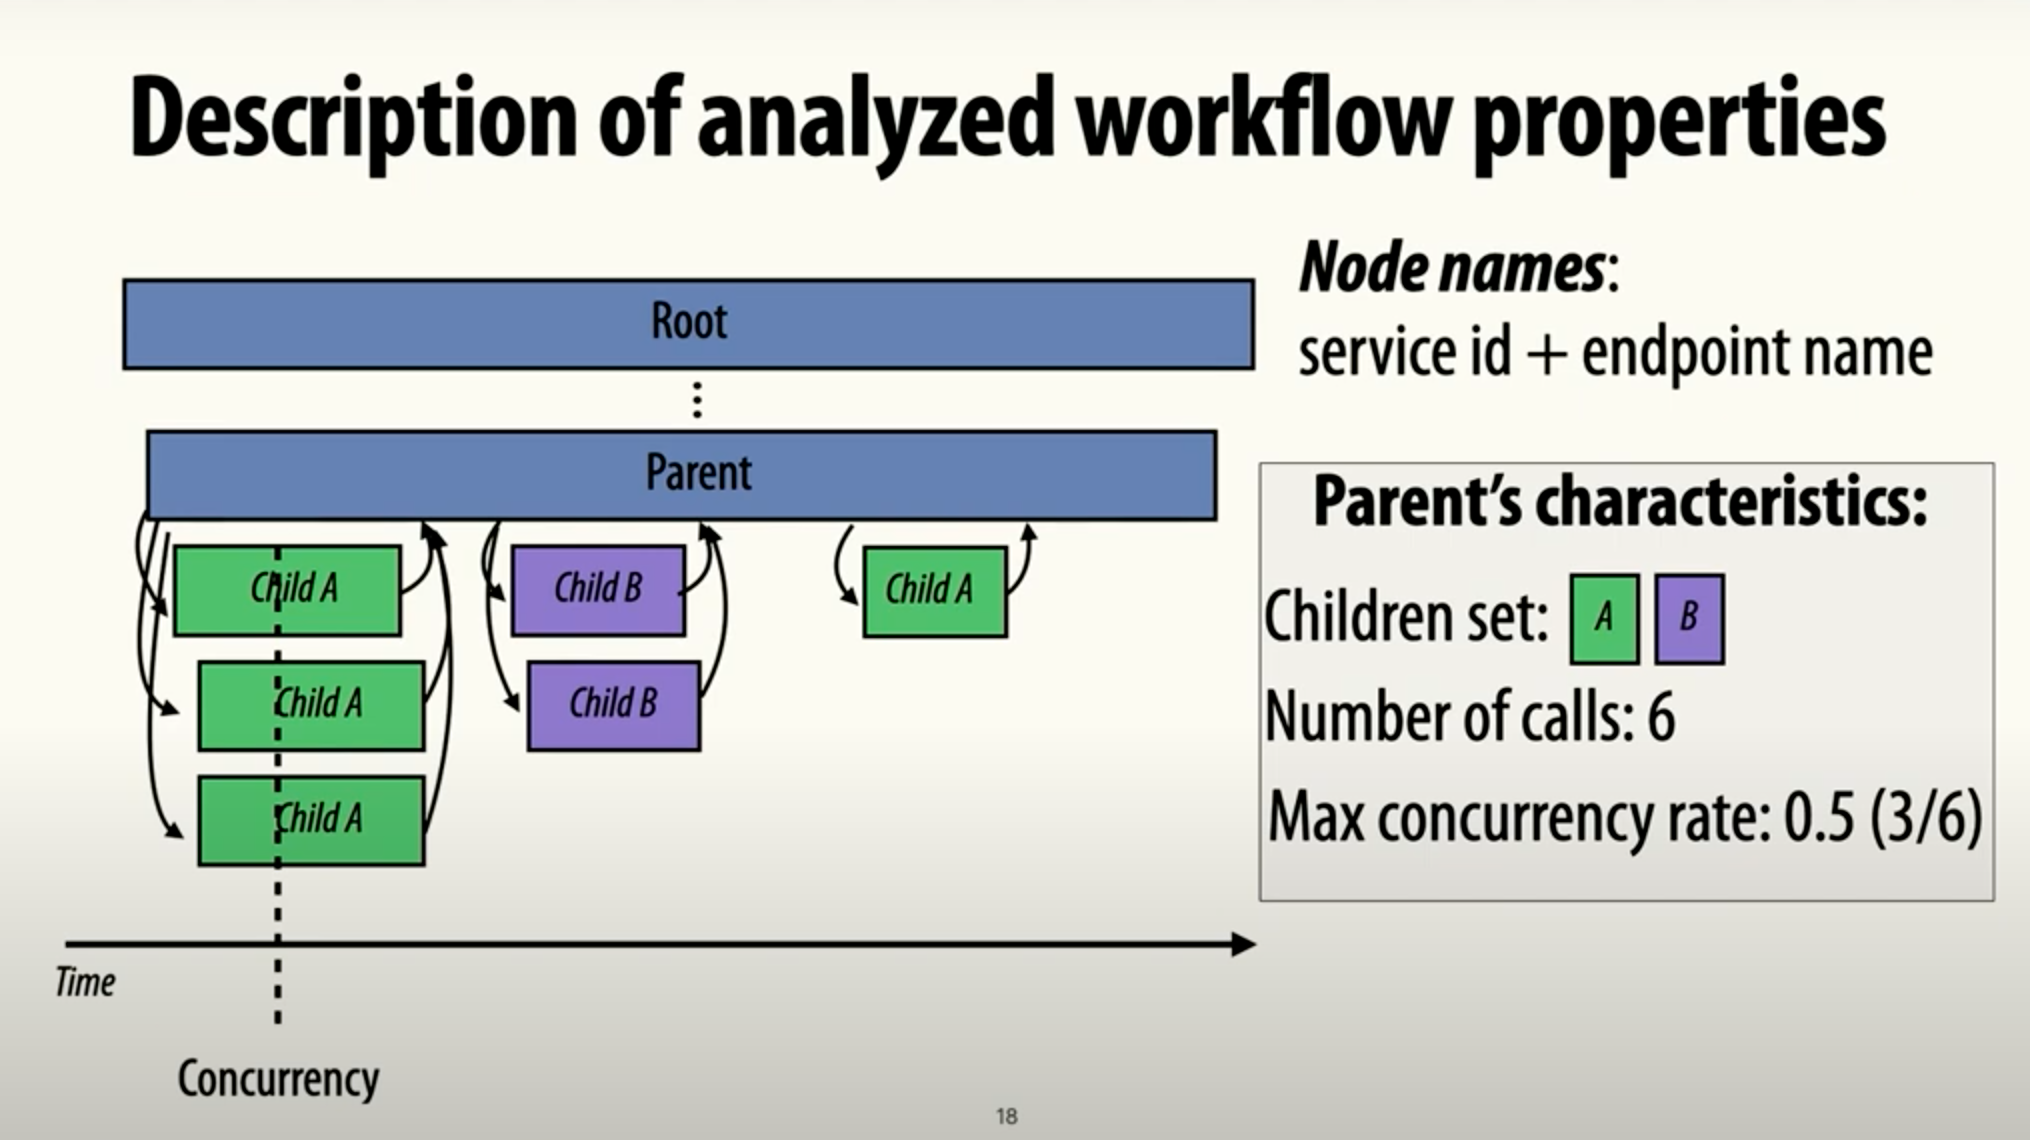 Description of analyzed workflow properties
Root
Node names:
service id + endpoint name
Parent
Child A
Child B
Child A
Child A
Child B
Child A
Parent’s characteristics:
Children set: A B
Number of calls: 6
Max concurrency rate: 0.5 (3/6)
Time
Concurrency
18